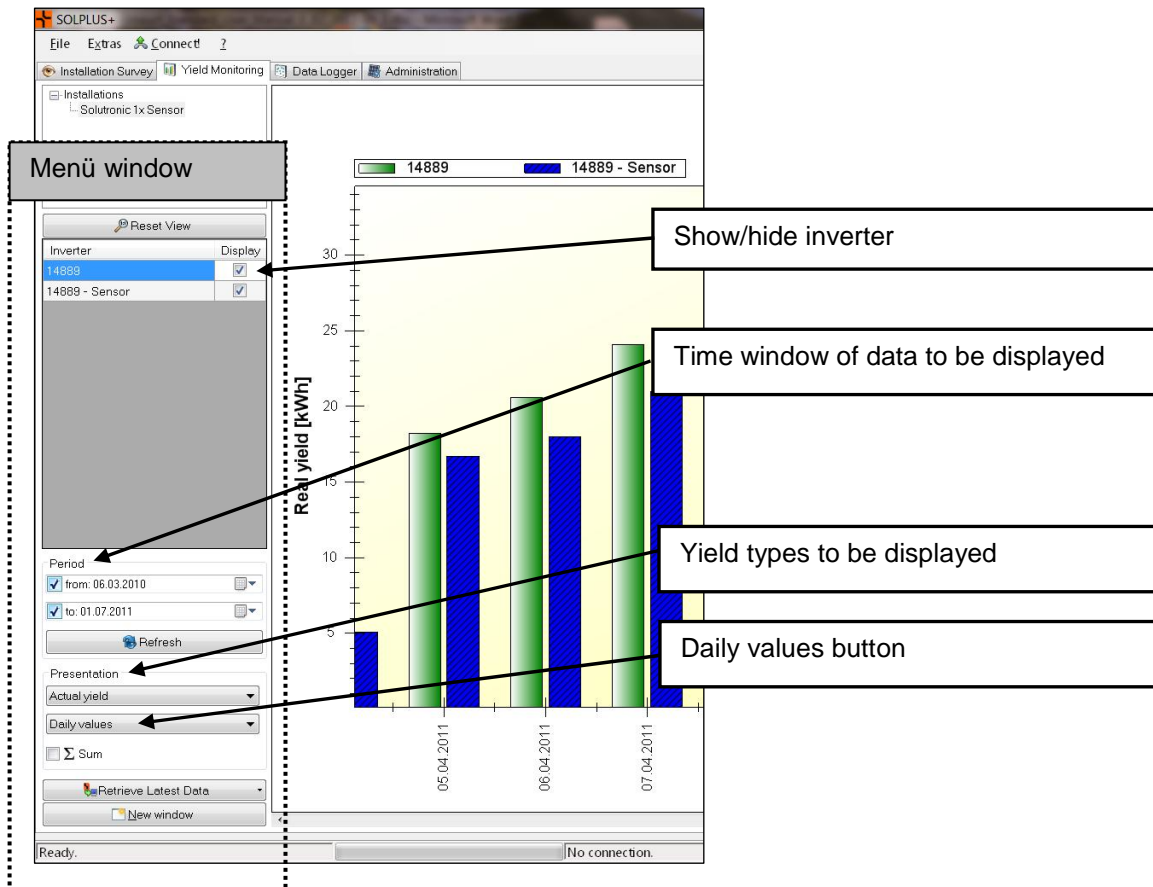 SOLPLUS+
File Extras Connect! ?
Installation Survey Yield Monitoring Data Logger Administration
Installations
Solutronic 1x Sensor
Menü window
Reset View
Inverter Display
14889
14889 - Sensor
Period
from: 06.03.2010
to: 01.07.2011
Refresh
Presentation
Actual yield
Daily values
Σ Sum
Retrieve Latest Data
New window
14889 14889 - Sensor
Real yield [kWh]
30
25
20
15
10
5
05.04.2011
06.04.2011
07.04.2011
Show/hide inverter
Time window of data to be displayed
Yield types to be displayed
Daily values button
Ready. No connection.